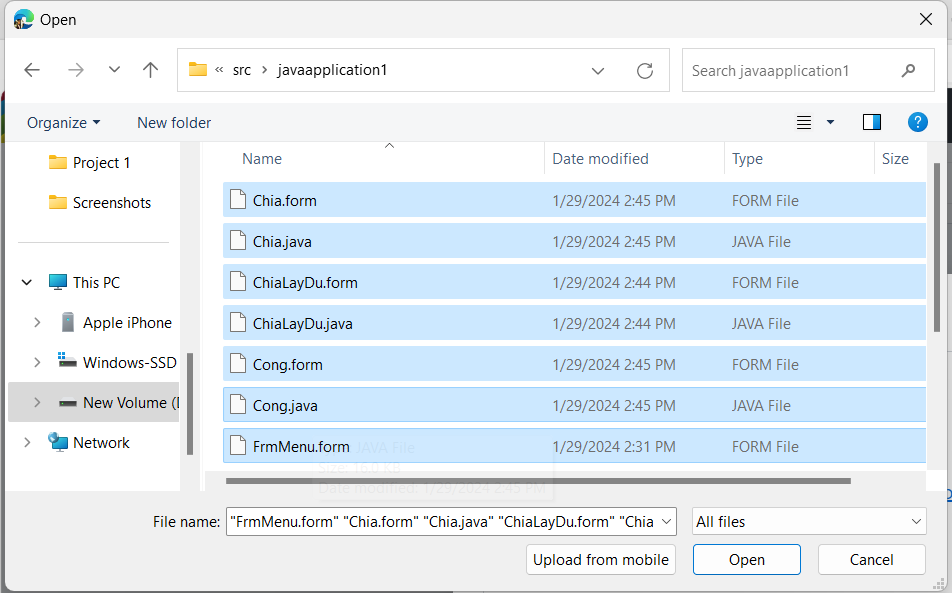 Open
« src › javaapplication1
Search javaapplication1
Organize
New folder
Project 1
Screenshots
This PC
Apple iPhone
Windows-SSD
New Volume (
Network
Name Date modified Type Size
Chia.form 1/29/2024 2:45 PM FORM File
Chia.java 1/29/2024 2:45 PM JAVA File
ChiaLayDu.form 1/29/2024 2:44 PM FORM File
ChiaLayDu.java 1/29/2024 2:44 PM JAVA File
Cong.form 1/29/2024 2:45 PM FORM File
Cong.java 1/29/2024 2:45 PM JAVA File
FrmMenu.form 1/29/2024 2:31 PM FORM File
JAVA File
Size: 16.0 KB
Date modified: 1/29/2024 2:45 PM
File name: "FrmMenu.form" "Chia.form" "Chia.java" "ChiaLayDu.form" "Chia
All files
Upload from mobile
Open
Cancel